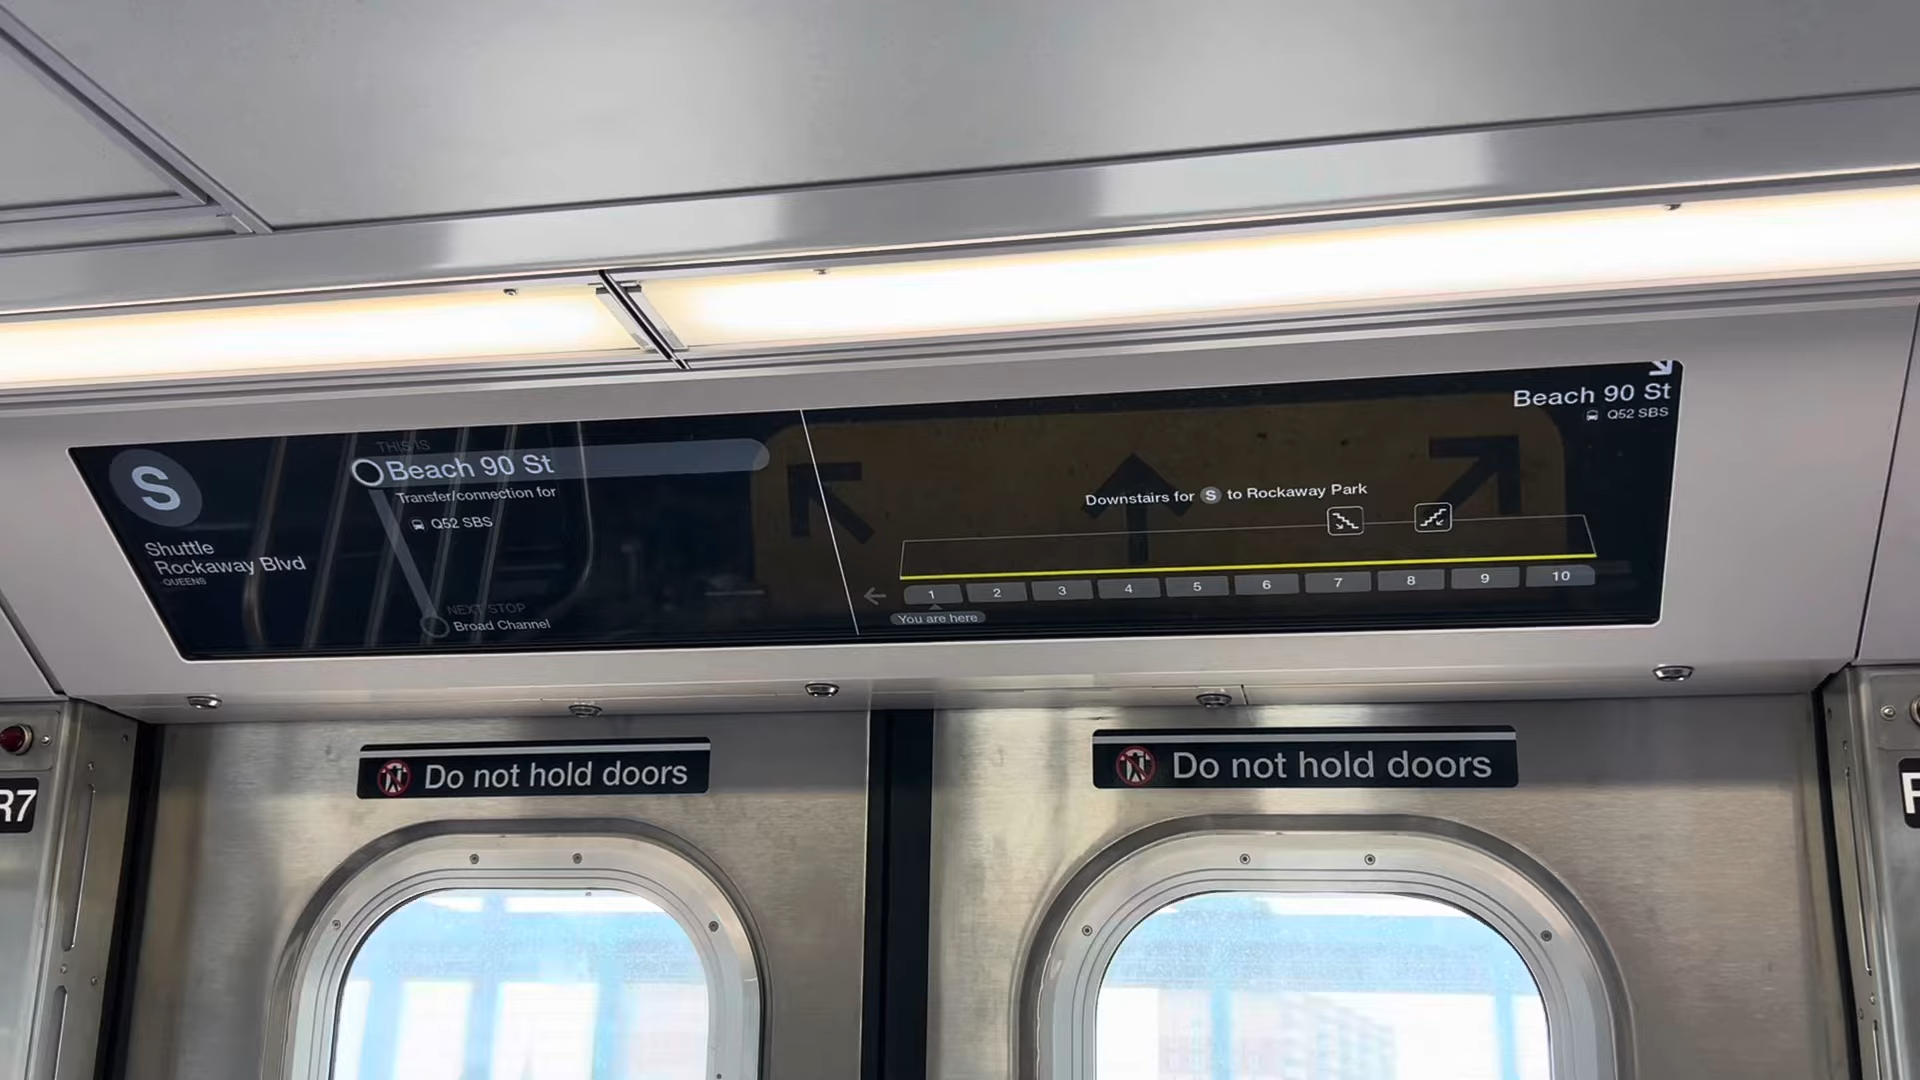 S
Shuttle
Rockaway Blvd
QUEENS
THIS IS
Beach 90 St
Transfer/connection for
Q52 SBS
NEXT STOP
Broad Channel
Beach 90 St
Q52 SBS
Downstairs for S to Rockaway Park
1 2 3 4 5 6 7 8 9 10
You are here
Do not hold doors
Do not hold doors
R7